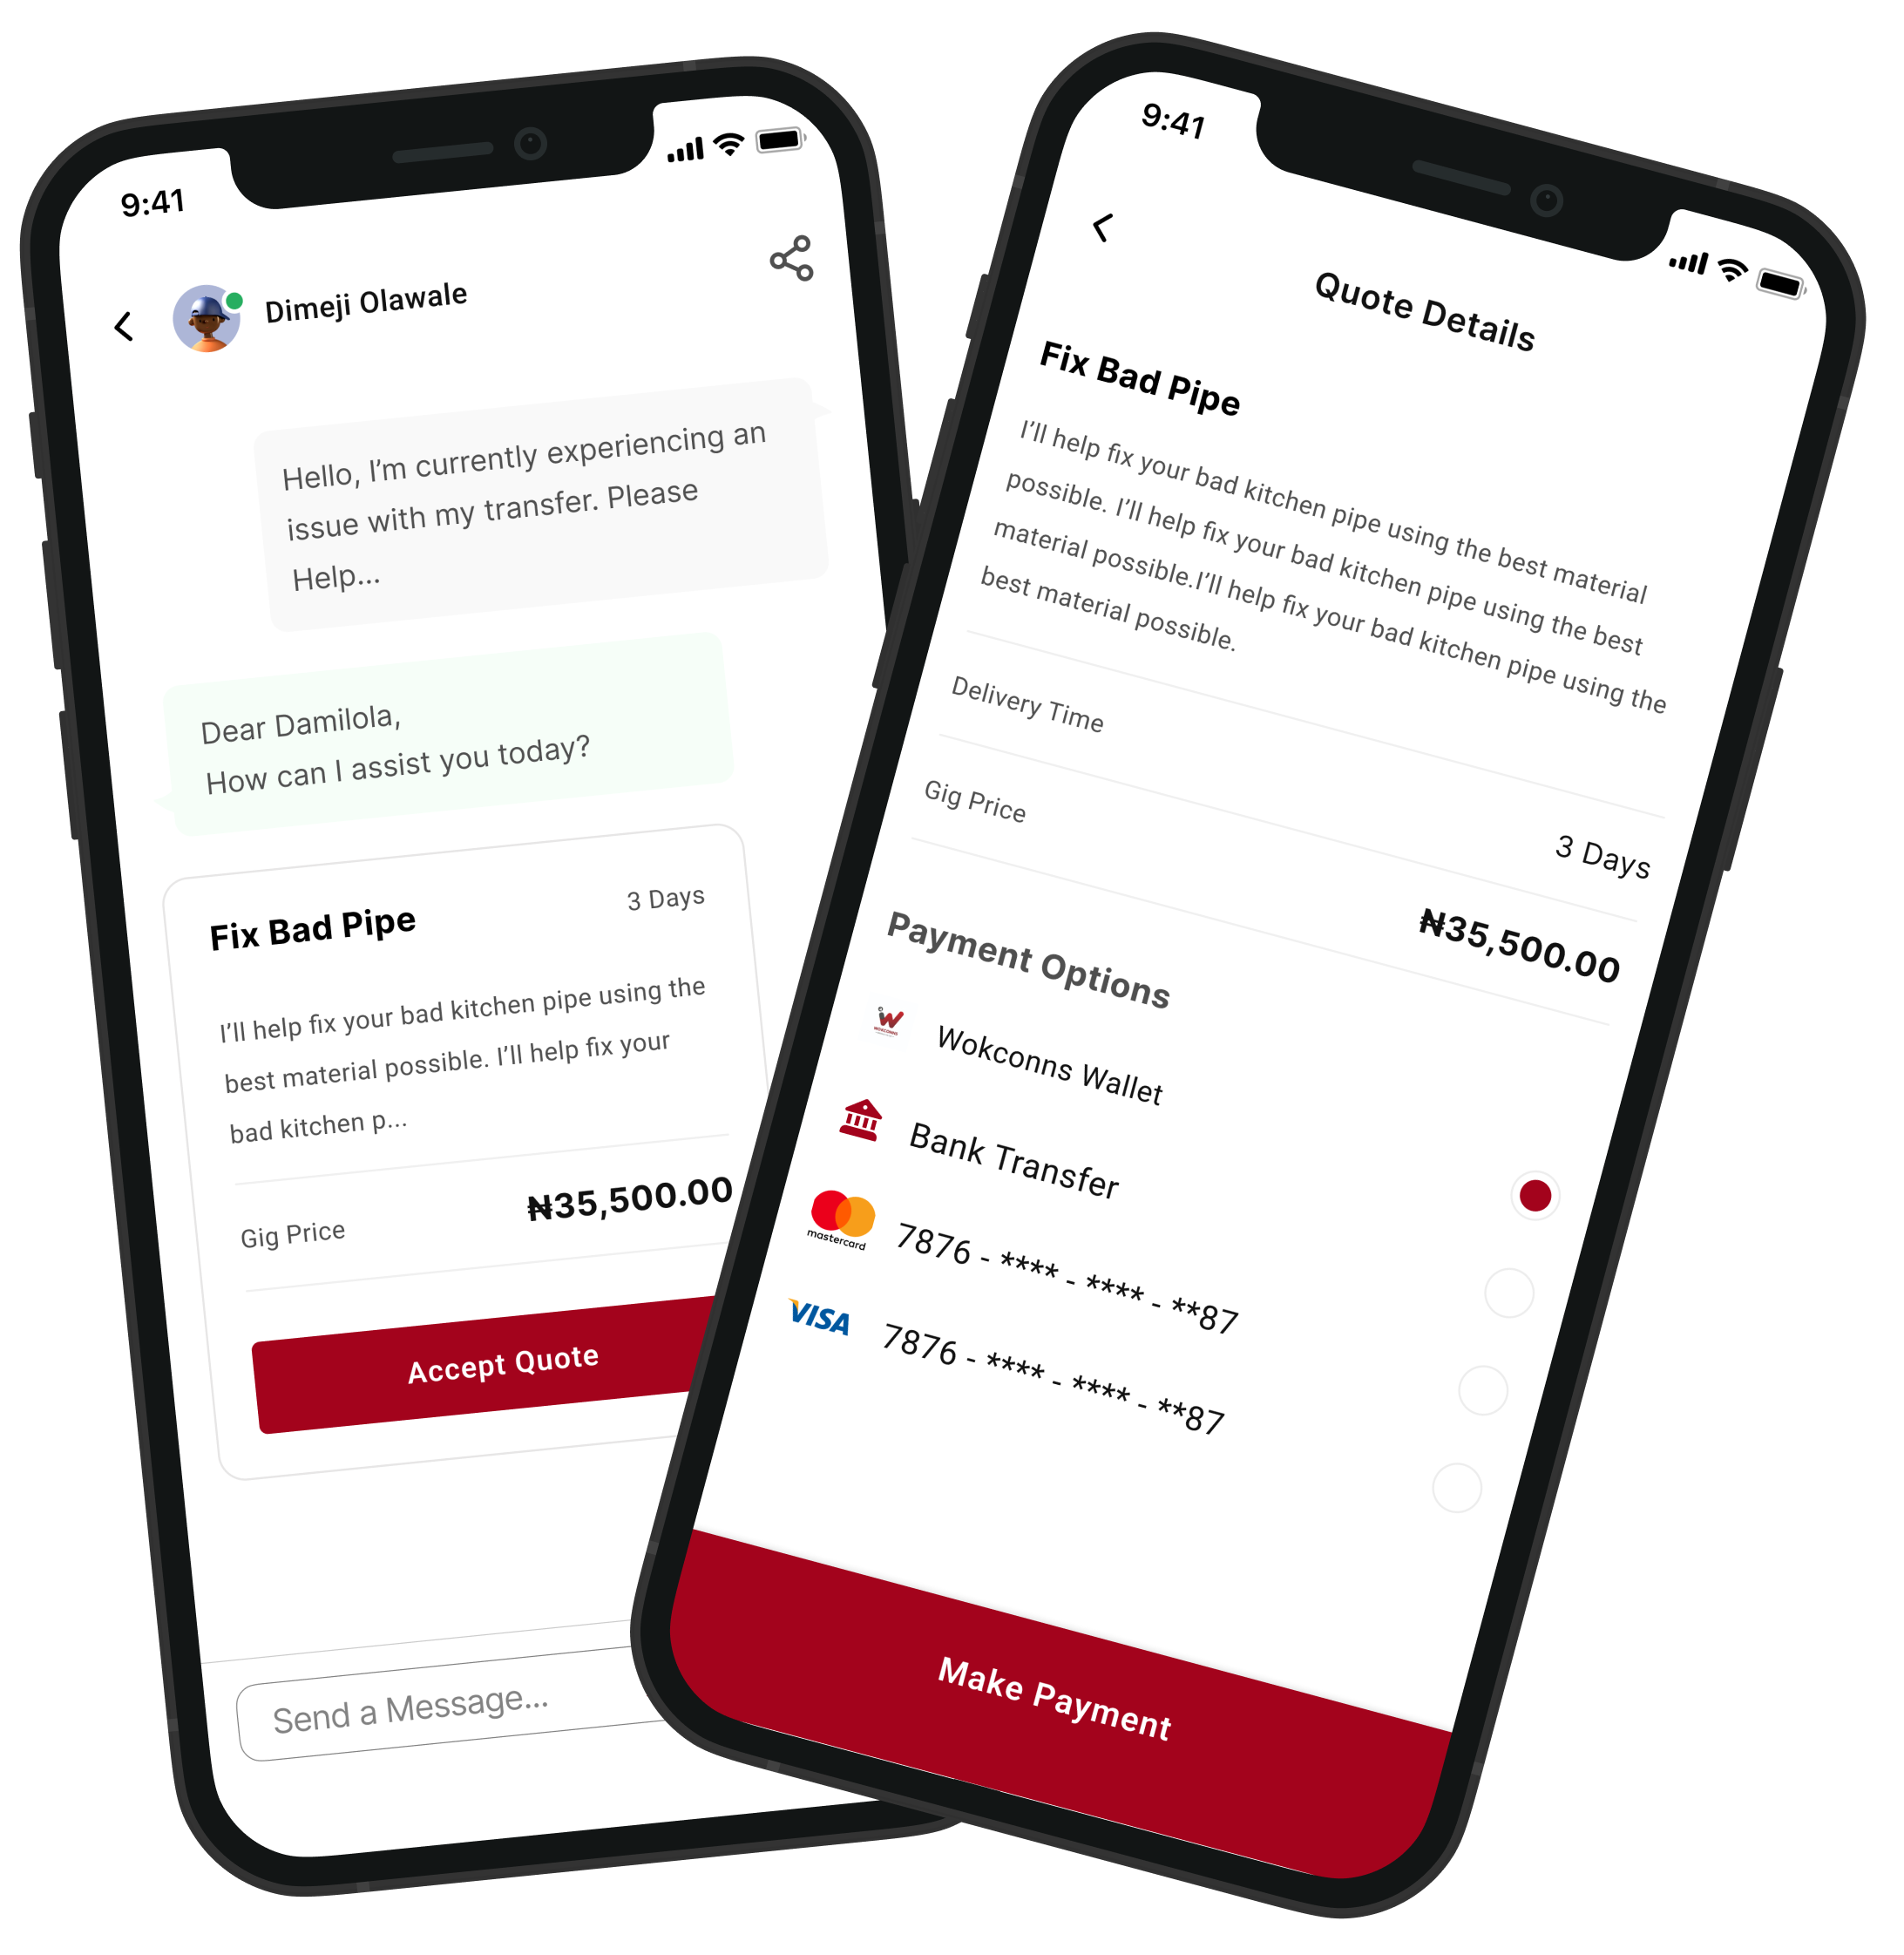 9:41
Dimeji Olawale
Hello, I’m currently experiencing an
issue with my transfer. Please
Help...
Dear Damilola,
How can I assist you today?
Fix Bad Pipe
3 Days
I’ll help fix your bad kitchen pipe using the
best material possible. I’ll help fix your
bad kitchen p...
Gig Price
₦35,500.00
Accept Quote
Send a Message...
9:41
Quote Details
Fix Bad Pipe
I’ll help fix your bad kitchen pipe using the best material
possible. I’ll help fix your bad kitchen pipe using the best
material possible.I’ll help fix your bad kitchen pipe using the
best material possible.
Delivery Time
3 Days
Gig Price
₦35,500.00
Payment Options
WOKCONNS
Wokconns Wallet
Bank Transfer
mastercard
7876 - **** - **** - **87
VISA
7876 - **** - **** - **87
Make Payment